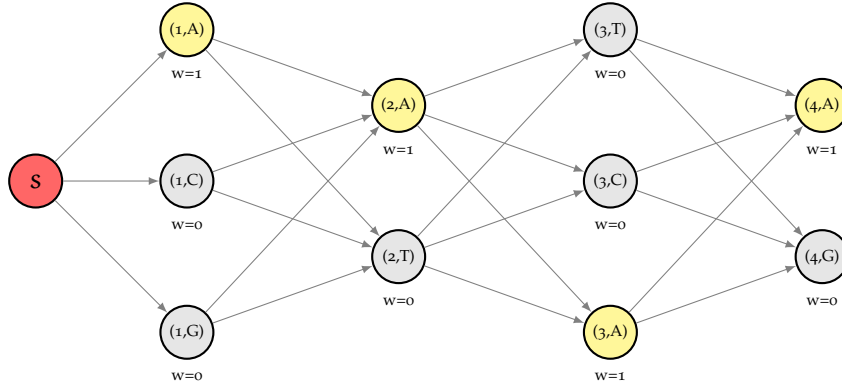 (1,A)
w=1
(3,T)
w=0
(2,A)
w=1
(4,A)
w=1
s
(1,C)
w=0
(3,C)
w=0
(2,T)
w=0
(4,G)
w=0
(1,G)
w=0
(3,A)
w=1